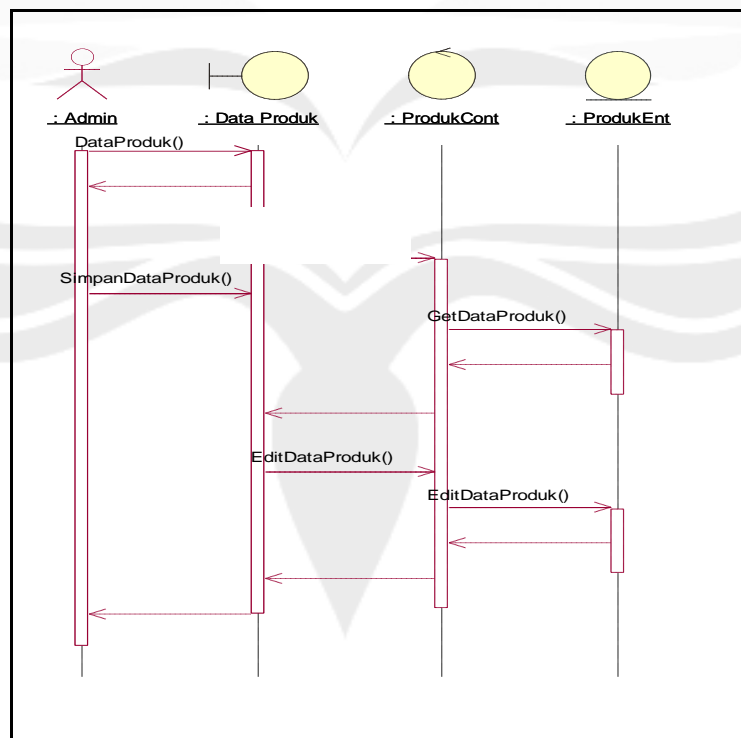 : Admin
: Data Produk
: ProdukCont
: ProdukEnt
DataProduk()
SimpanDataProduk()
GetDataProduk()
EditDataProduk()
EditDataProduk()